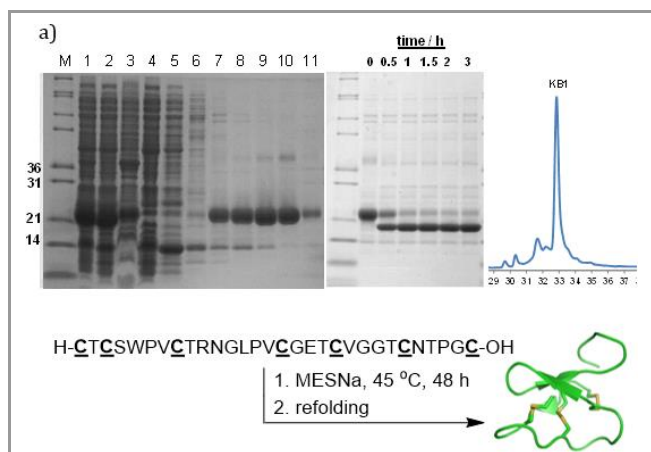 a)
M 1 2 3 4 5 6 7 8 9 10 11
time / h
0 0.5 1 1.5 2 3
KB1
36
31
21
14
29 30 31 32 33 34 35 36 37
H-CTCSWPVCTRNGLPVCGETCVGGTCNTPGC-OH
1. MESNa, 45 °C, 48 h
2. refolding